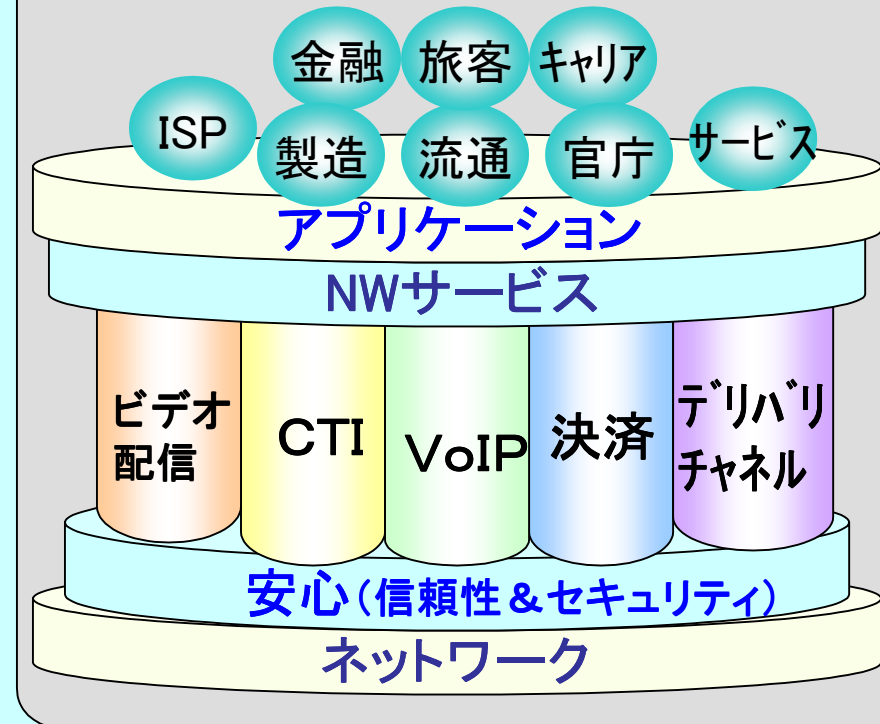 金融
旅客
キャリア
ISP
製造
流通
官庁
サービス
アプリケーション
NWサービス
ビデオ
配信
CTI
VoIP
決済
デリバリ
チャネル
安心(信頼性&セキュリティ)
ネットワーク